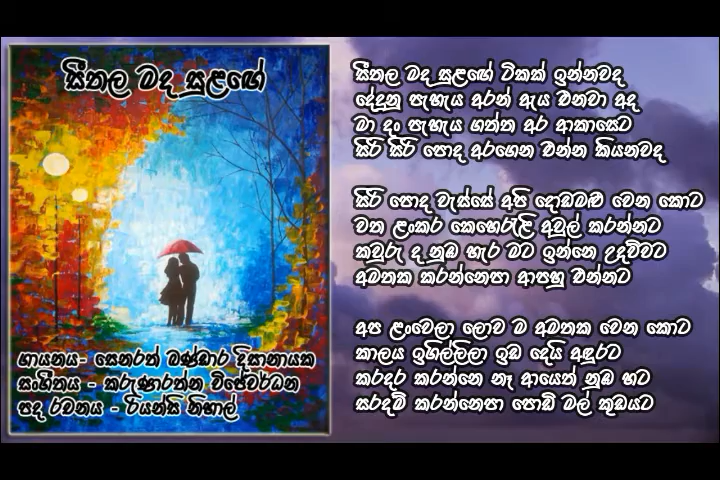 සීතල මද සුළඟේ
ගායනය- සෙනරත් බණ්ඩාර දිසානායක
සංගීතය - කරුණාරත්න විජේවර්ධන
පද රචනය - රියන්සි නිහාල්
සීතල මද සුළඟේ ටිකක් ඉන්නවද
දේදුනු පැහැය අරන් ඇය එනවා අද
මා දං පැහැය ගත්ත අර ආකාසෙට
සිරි සිරි පොද අරගෙන එන්න කියනවද
සිරි පොද වැස්සේ අපි දොඩමළු වෙන කොට
වත ළංකර කෙහෙරැළි අවුල් කරන්නට
කවුරු ද නුඹ හැර මට ඉන්නෙ උදව්වට
අමතක කරන්නෙපා ආපහු එන්නට
අප ළංවෙලා ලොව ම අමතක වෙන කොට
කාලය ඉගිල්ලිලා ඉඩ දෙයි අඳුරට
කරදර කරන්නෙ නෑ ආයෙත් නුඹ හට
සරදම් කරන්නෙපා පොඩි මල් කුඩයට